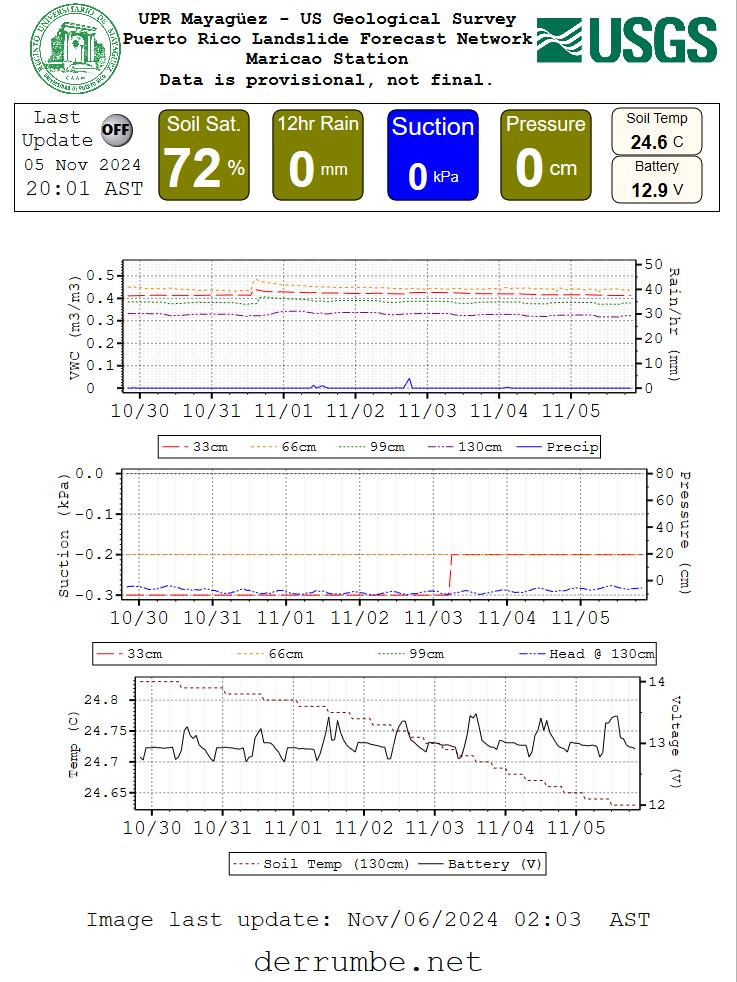 UPR Mayagüez - US Geological Survey
Puerto Rico Landslide Forecast Network
Maricao Station
Data is provisional, not final.
USGS
Last Update OFF
05 Nov 2024
20:01 AST
Soil Sat.
72 %
12hr Rain
0 mm
Suction
0 kPa
Pressure
0 cm
Soil Temp
24.6 C
Battery
12.9 V
VWC (m3/m3)
0.5
0.4
0.3
0.2
0.1
0
50
40
30
20
10
0
Rain/hr (mm)
10/30 10/31 11/01 11/02 11/03 11/04 11/05
33cm 66cm 99cm 130cm Precip
Suction (kPa)
0.0
-0.1
-0.2
-0.3
80
60
40
20
0
Pressure (cm)
10/30 10/31 11/01 11/02 11/03 11/04 11/05
33cm 66cm 99cm Head @ 130cm
Temp (C)
24.8
24.75
24.7
24.65
14
13
12
Voltage (V)
10/30 10/31 11/01 11/02 11/03 11/04 11/05
Soil Temp (130cm) Battery (V)
Image last update: Nov/06/2024 02:03 AST
derrumbe.net